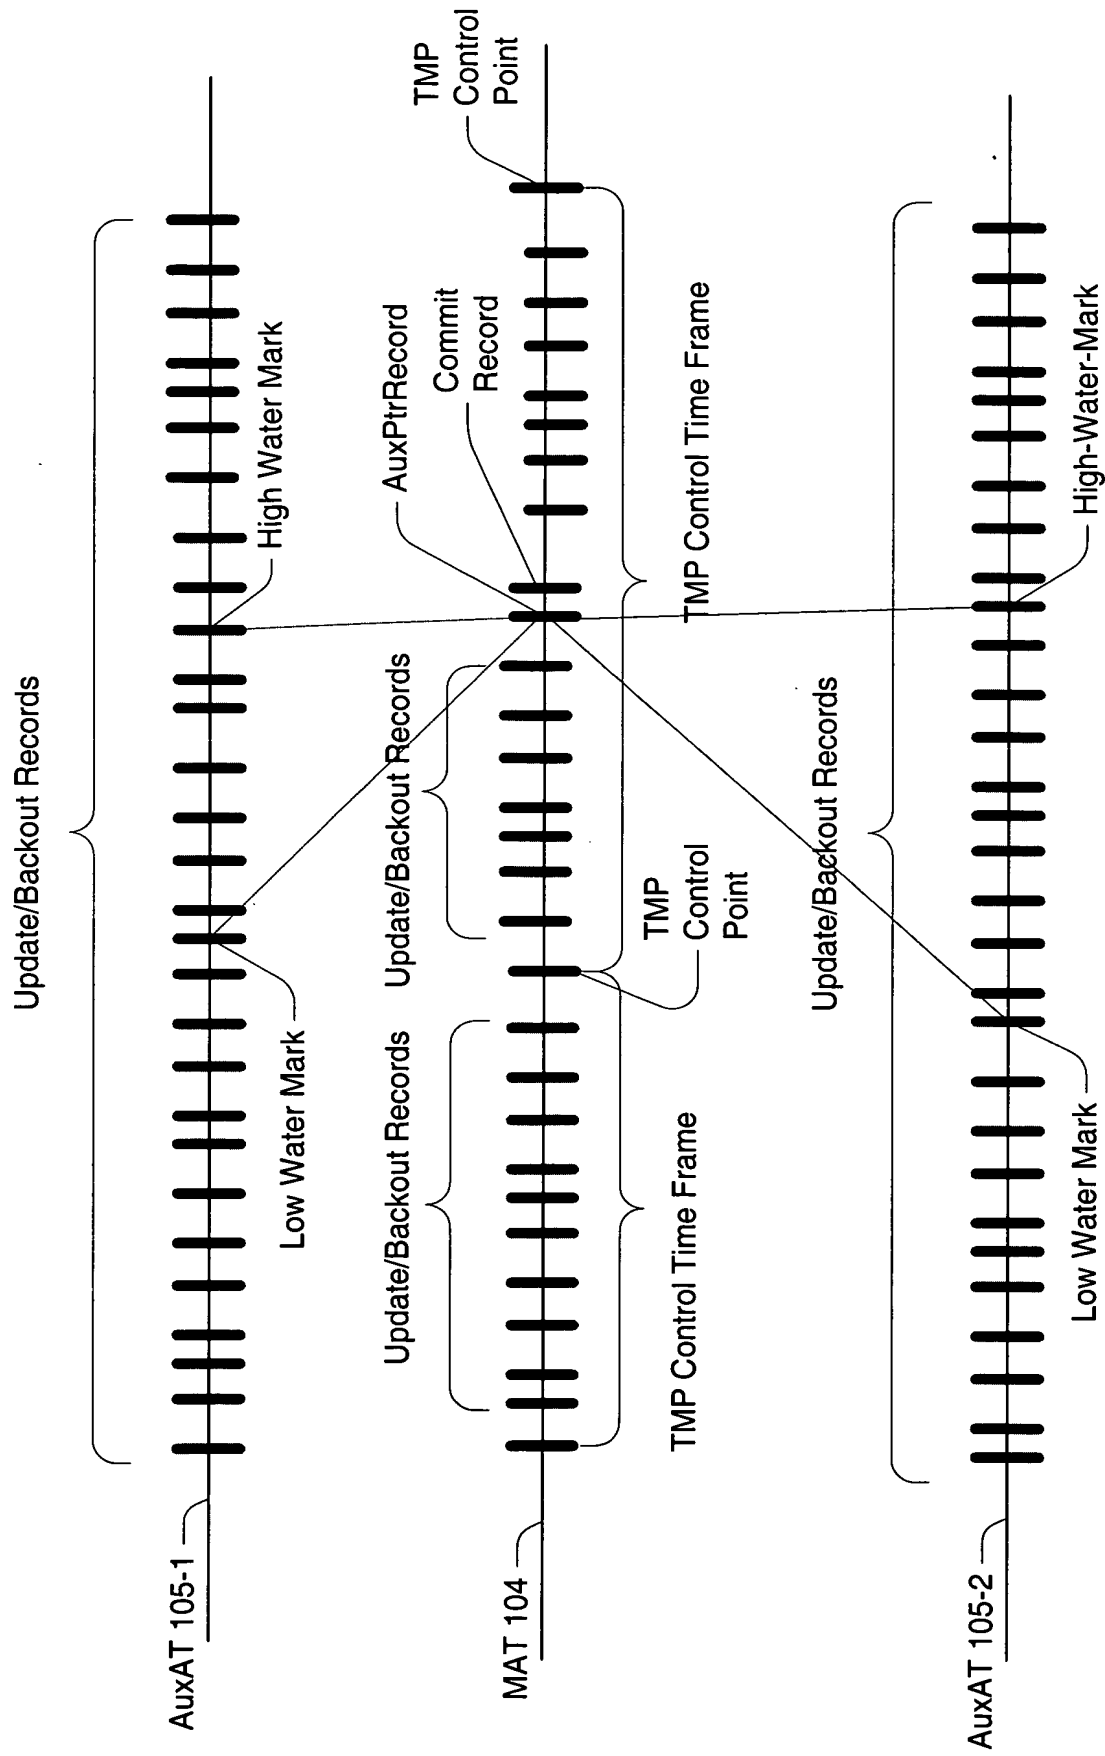 Update/Backout Records
AuxAT 105-1
Low Water Mark
High Water Mark
Update/Backout Records
Update/Backout Records
AuxPtrRecord
Commit
Record
TMP
Control
Point
MAT 104
TMP
Control
Point
TMP Control Time Frame
TMP Control Time Frame
Update/Backout Records
AuxAT 105-2
Low Water Mark
High-Water-Mark